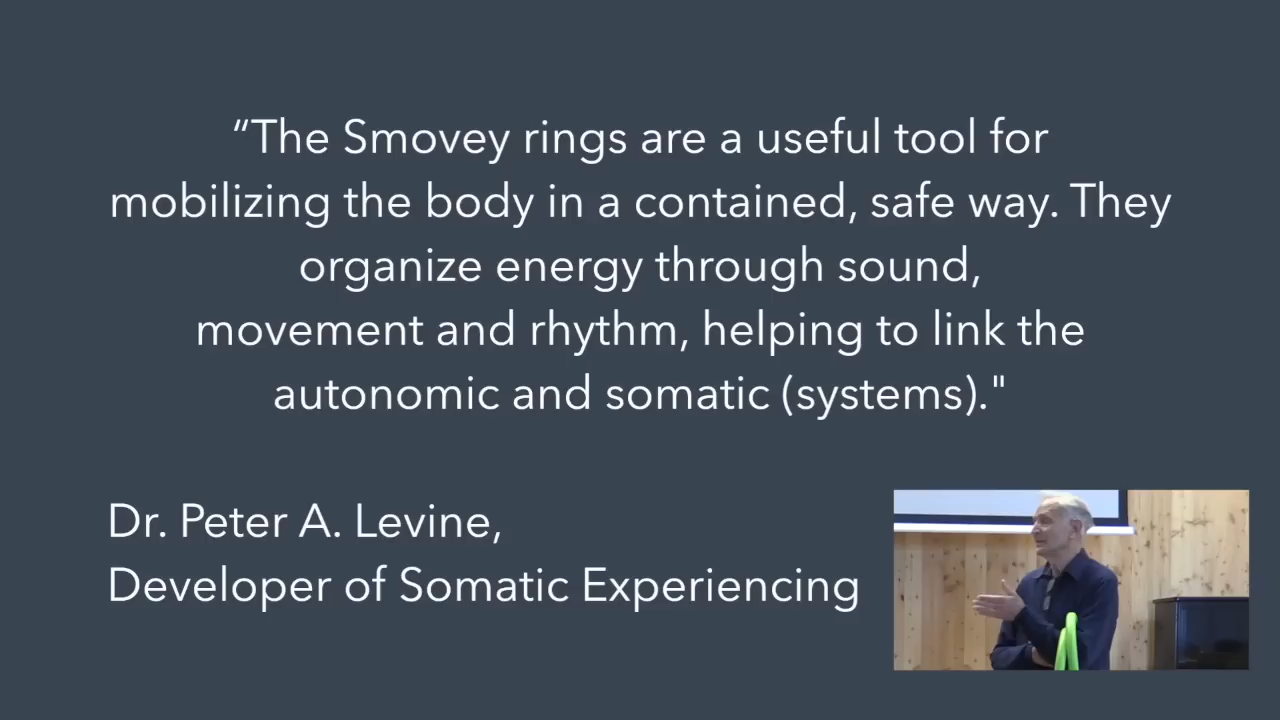 “The Smovey rings are a useful tool for
mobilizing the body in a contained, safe way. They
organize energy through sound,
movement and rhythm, helping to link the
autonomic and somatic (systems)."
Dr. Peter A. Levine,
Developer of Somatic Experiencing